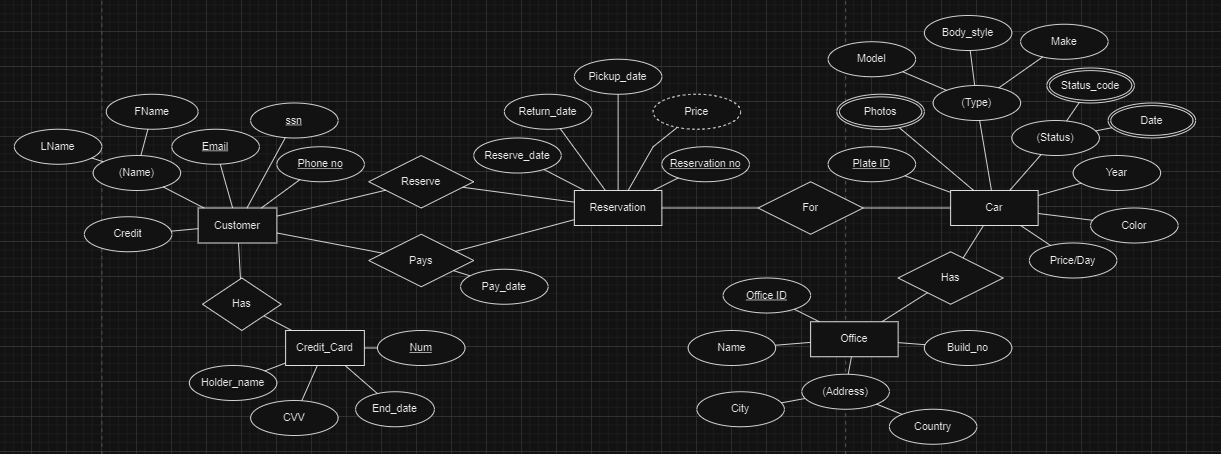 Body_style
Make
Model
Pickup_date
Status_code
(Type)
Photos
Price
Return_date
FName
ssn
Date
(Status)
LName
Email
Reserve_date
Phone no
Reservation no
Plate ID
(Name)
Year
Reserve
Reservation
For
Car
Customer
Color
Credit
Pays
Price/Day
Has
Pay_date
Office ID
Has
Office
Credit_Card
Num
Name
Build_no
Holder_name
(Address)
End_date
City
CVV
Country